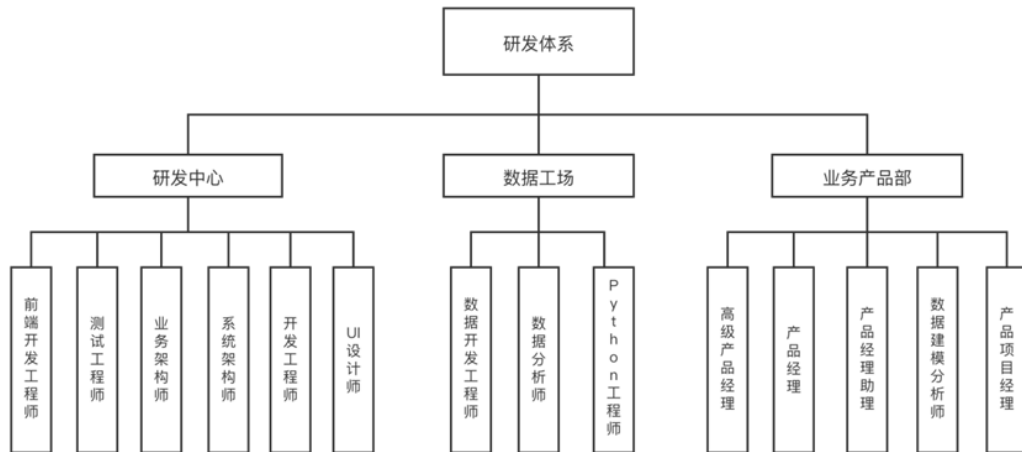 研发体系
研发中心
数据工场
业务产品部
前端开发工程师
测试工程师
业务架构师
系统架构师
开发工程师
UI设计师
数据开发工程师
数据分析师
Python工程师
高级产品经理
产品经理
产品经理助理
数据建模分析师
产品项目经理